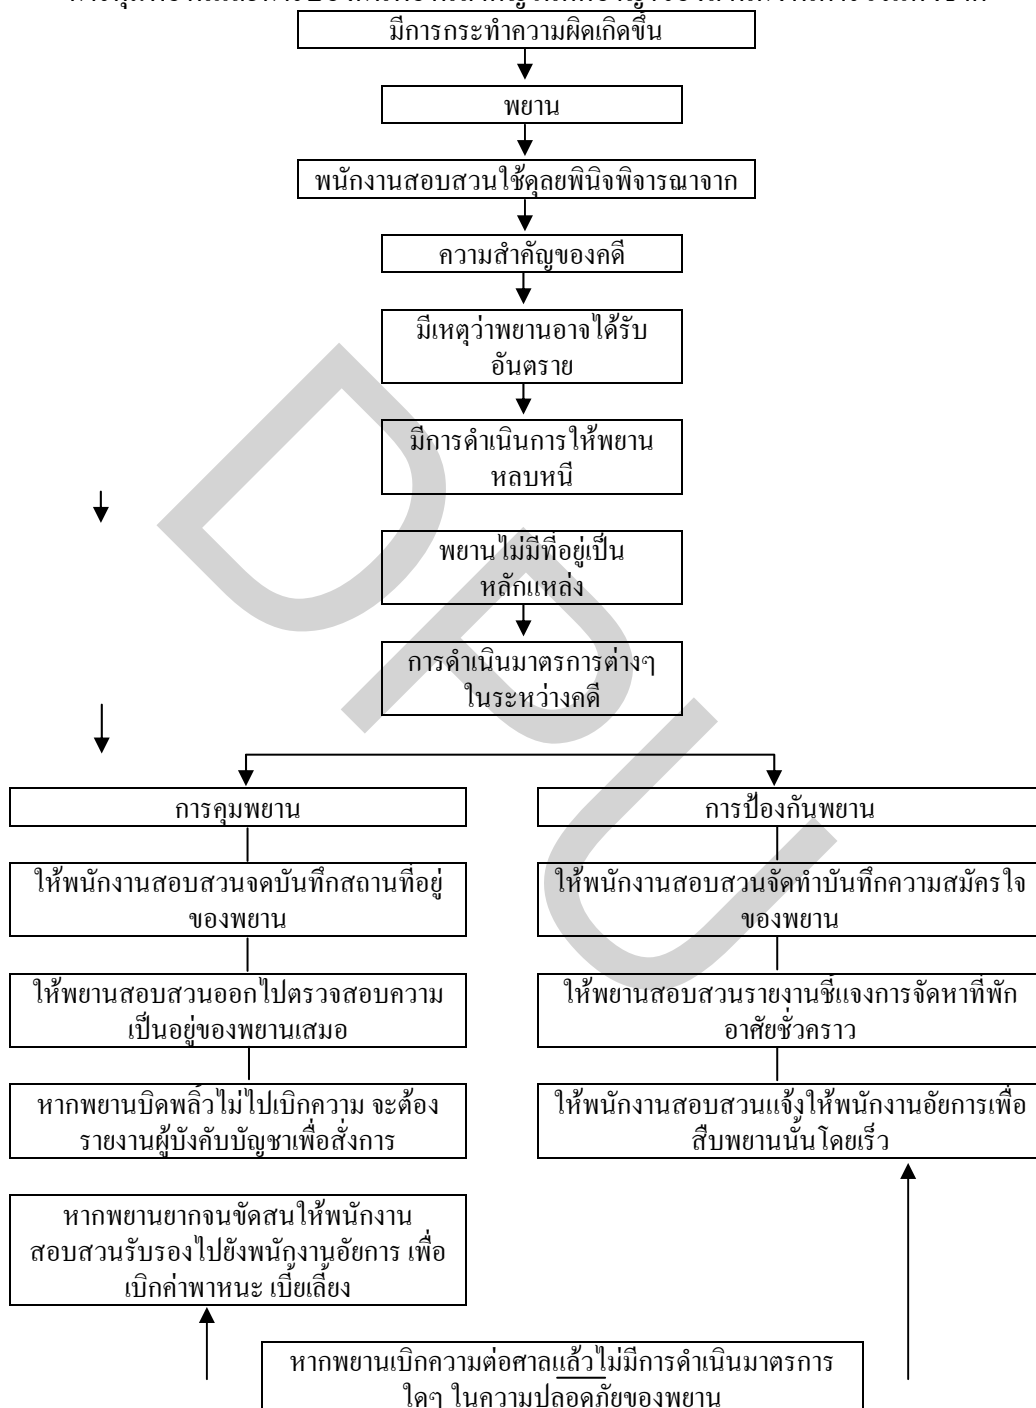 มีการกระทำความผิดเกิดขึ้น
พยาน
พนักงานสอบสวนใช้ดุลยพินิจพิจารณาจาก
ความสำคัญของคดี
มีเหตุว่าพยานอาจได้รับ
อันตราย
มีการดำเนินการให้พยาน
หลบหนี
พยานไม่มีที่อยู่เป็น
หลักแหล่ง
การดำเนินมาตรการต่างๆ
ในระหว่างคดี
การคุมพยาน
ให้พนักงานสอบสวนจดบันทึกสถานที่อยู่
ของพยาน
ให้พยานสอบสวนออกไปตรวจสอบความ
เป็นอยู่ของพยานเสมอ
หากพยานบิดพลิ้วไม่ไปเบิกความ จะต้อง
รายงานผู้บังคับบัญชาเพื่อสั่งการ
หากพยานยากจนขัดสนให้พนักงาน
สอบสวนรับรองไปยังพนักงานอัยการ เพื่อ
เบิกค่าพาหนะ เบี้ยเลี้ยง
การป้องกันพยาน
ให้พนักงานสอบสวนจัดทำบันทึกความสมัครใจ
ของพยาน
ให้พยานสอบสวนรายงานชี้แจงการจัดหาที่พัก
อาศัยชั่วคราว
ให้พนักงานสอบสวนแจ้งให้พนักงานอัยการเพื่อ
สืบพยานนั้นโดยเร็ว
หากพยานเบิกความต่อศาลแล้วไม่มีการดำเนินมาตรการ
ใดๆ ในความปลอดภัยของพยาน
DPU